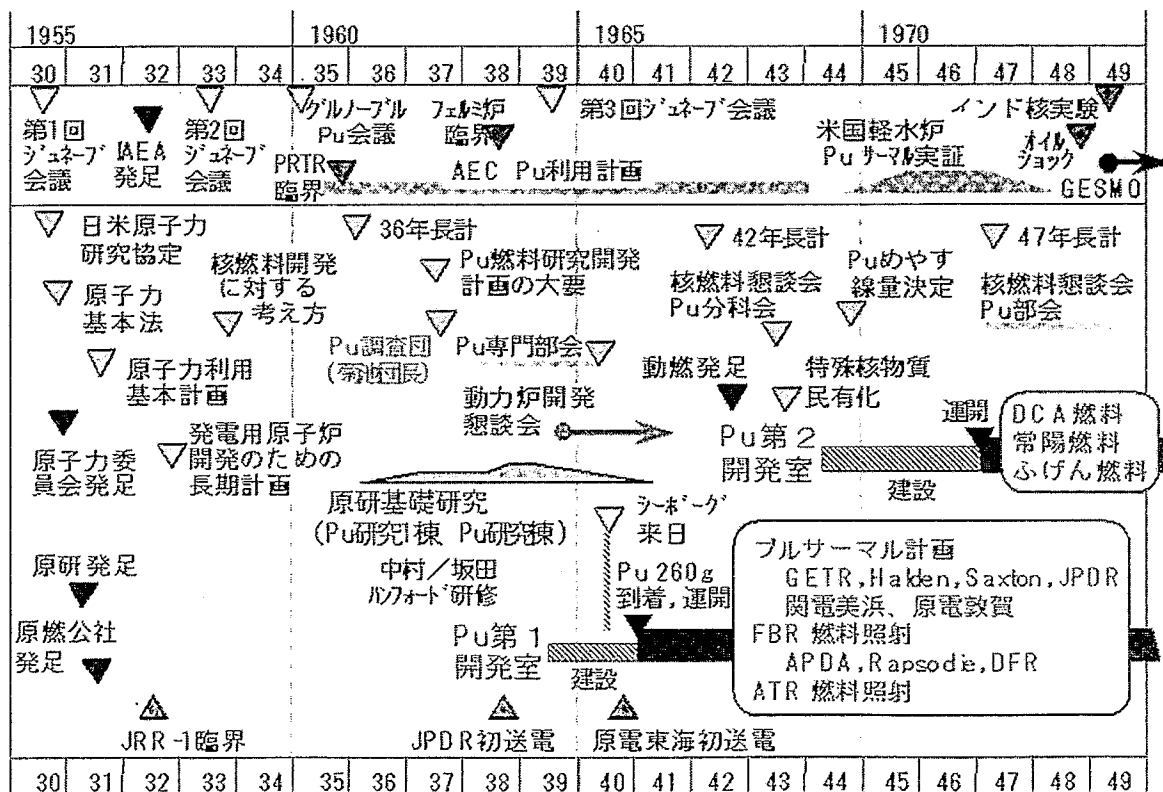 1955 1960 1965 1970
30 31 32 33 34 35 36 37 38 39 40 41 42 43 44 45 46 47 48 49
第1回
ジュネーブ
会議
IAEA
発足
第2回
ジュネーブ
会議
グルノーブル
Pu会議
PRTR
臨界
フェルミ炉
臨界
AEC Pu利用計画
第3回ジュネーブ会議
米国軽水炉
Puサーマル実証
インド核実験
オイル
ショック
GESMO
日米原子力
研究協定
原子力
基本法
核燃料開発
に対する
考え方
原子力利用
基本計画
原子力委
員会発足
発電用原子炉
開発のための
長期計画
原研発足
原燃公社
発足
JRR-1臨界
36年長計
Pu燃料研究開発
計画の大要
Pu調査団
(菊池団長)
Pu専門部会
動力炉開発
懇談会
原研基礎研究
(Pu研究1棟、Pu研究棟)
中村/坂田
ハンフォード研修
Pu第1
開発室
建設
JPDR初送電
42年長計
核燃料懇談会
Pu分科会
Puめやす
線量決定
47年長計
核燃料懇談会
Pu部会
動燃発足
特殊核物質
民有化
Pu第2
開発室
建設
運開
DCA燃料
常陽燃料
ふげん燃料
シーボーグ
来日
Pu 260g
到着,運開
原電東海初送電
プルサーマル計画
GETR,Halden,Saxton,JPDR
関電美浜、原電敦賀
FBR 燃料照射
APDA,Rapsodie,DFR
ATR 燃料照射
30 31 32 33 34 35 36 37 38 39 40 41 42 43 44 45 46 47 48 49